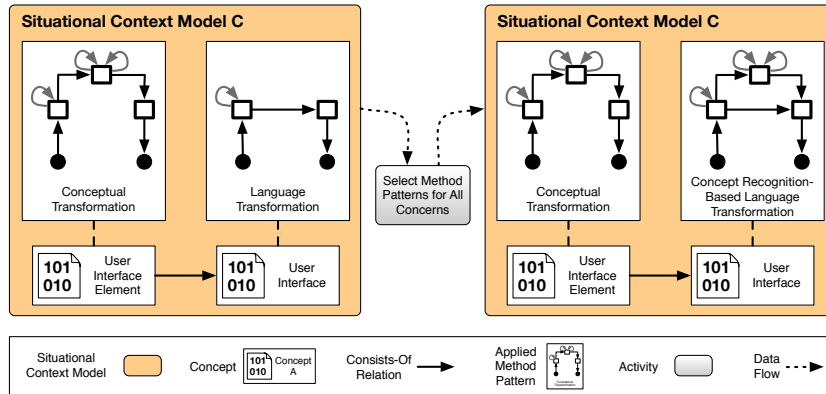 Situational Context Model C
Conceptual
Transformation
Language
Transformation
101
010
User
Interface
Element
101
010
User
Interface
Select Method
Patterns for All
Concerns
Situational Context Model C
Conceptual
Transformation
Concept Recognition-
Based Language
Transformation
101
010
User
Interface
Element
101
010
User
Interface
Situational
Context Model
Concept
101
010
Concept
A
Consists-Of
Relation
Applied
Method
Pattern
Conceptual
Transformation
Activity
Data
Flow